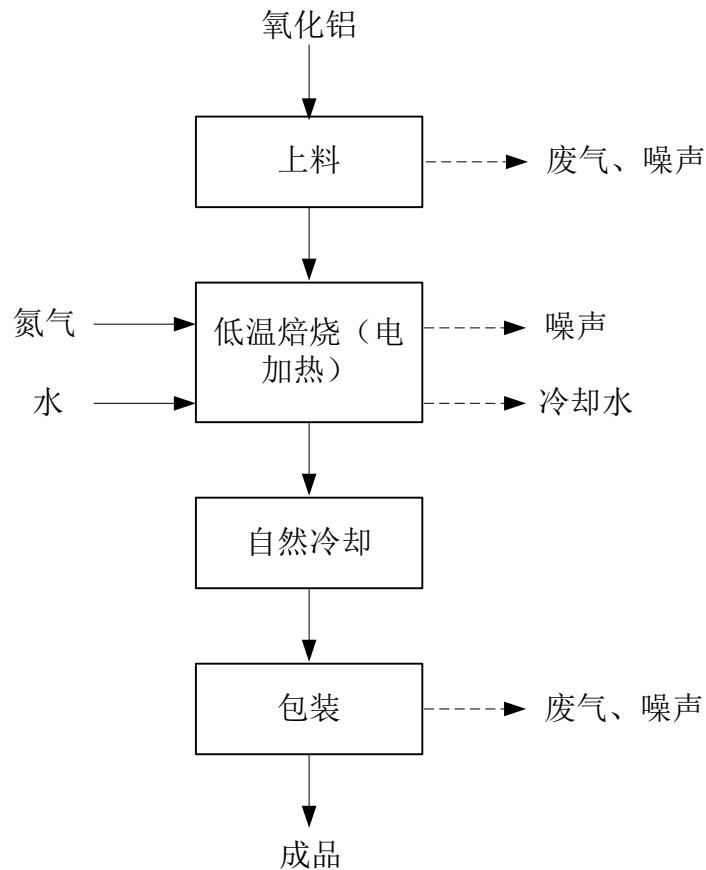 氧化铝
上料
废气、噪声
氮气
低温焙烧（电
加热）
噪声
水
冷却水
自然冷却
包装
废气、噪声
成品